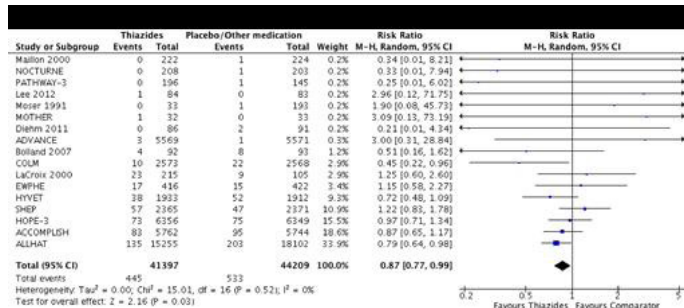 Thiazides Placebo/Other medication Risk Ratio Risk Ratio
Study or Subgroup Events Total Events Total Weight M-H, Random, 95% CI M-H, Random, 95% CI
Maillon 2000 0 222 1 224 0.2% 0.34 [0.01, 8.21]
NOCTURNE 0 208 1 203 0.2% 0.33 [0.01, 7.94]
PATHWAY-3 0 196 1 145 0.2% 0.25 [0.01, 6.02]
Lee 2012 1 84 0 83 0.2% 2.96 [0.12, 71.75]
Moser 1991 0 33 1 193 0.2% 1.90 [0.08, 45.73]
MOTHER 1 32 0 33 0.2% 3.09 [0.13, 73.19]
Diehm 2011 0 86 2 91 0.2% 0.21 [0.01, 4.34]
ADVANCE 3 5569 1 5571 0.3% 3.00 [0.31, 28.84]
Bolland 2007 4 92 8 93 1.2% 0.51 [0.16, 1.62]
COLM 10 2573 22 2568 2.8% 0.45 [0.22, 0.96]
LaCroix 2000 23 215 9 105 2.9% 1.25 [0.60, 2.60]
EWPHE 17 416 15 422 3.3% 1.15 [0.58, 2.27]
HYVET 38 1933 52 1912 9.1% 0.72 [0.48, 1.09]
SHEP 57 2365 47 2371 10.4% 1.22 [0.83, 1.78]
HOPE-3 73 6356 75 6349 15.1% 0.97 [0.71, 1.34]
ACCOMPLISH 83 5762 95 5744 18.3% 0.87 [0.65, 1.17]
ALLHAT 135 15255 203 18102 33.9% 0.79 [0.64, 0.98]
Total (95% CI) 41397 44209 100.0% 0.87 [0.77, 0.99]
Total events 445 533
Heterogeneity: Tau² = 0.00; Chi² = 15.01, df = 16 (P = 0.52); I² = 0%
Test for overall effect: Z = 2.16 (P = 0.03)
0.2 0.5 1 2 5
Favours Thiazides Favours Comparator